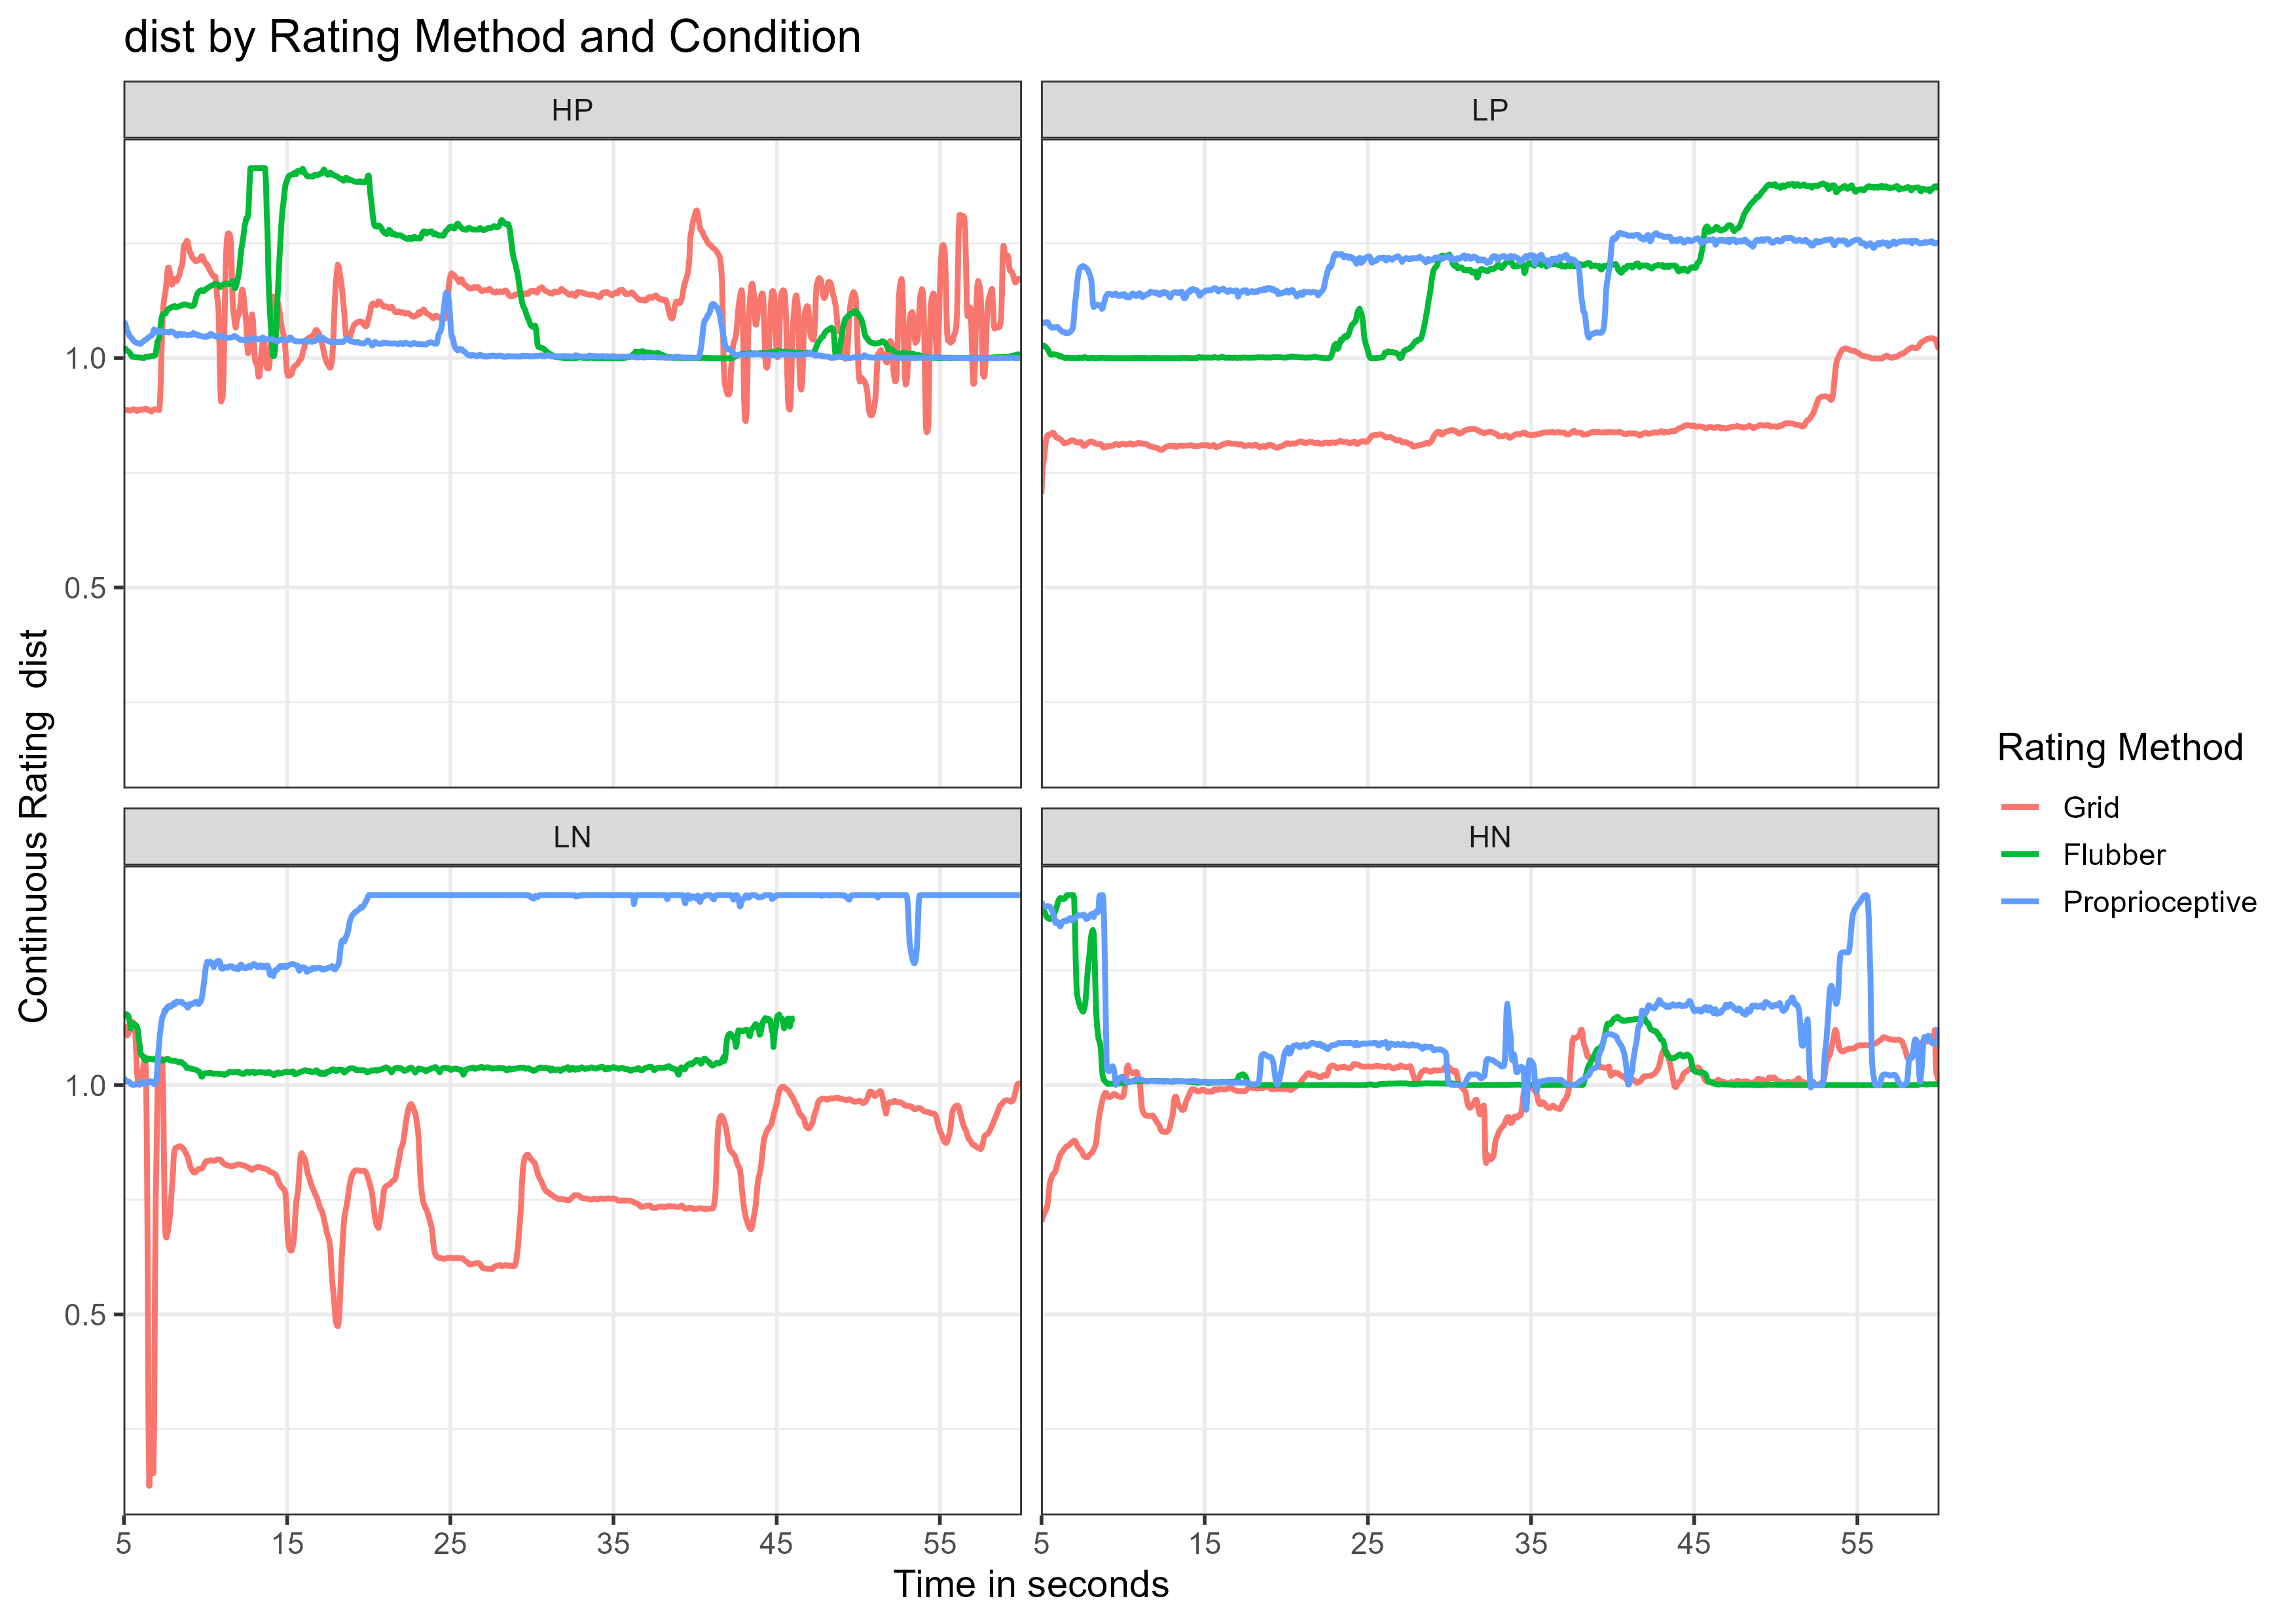 dist by Rating Method and Condition
HP
LP
1.0
0.5
LN
HN
1.0
0.5
5 15 25 35 45 55
5 15 25 35 45 55
Time in seconds
Continuous Rating dist
Rating Method
Grid
Flubber
Proprioceptive